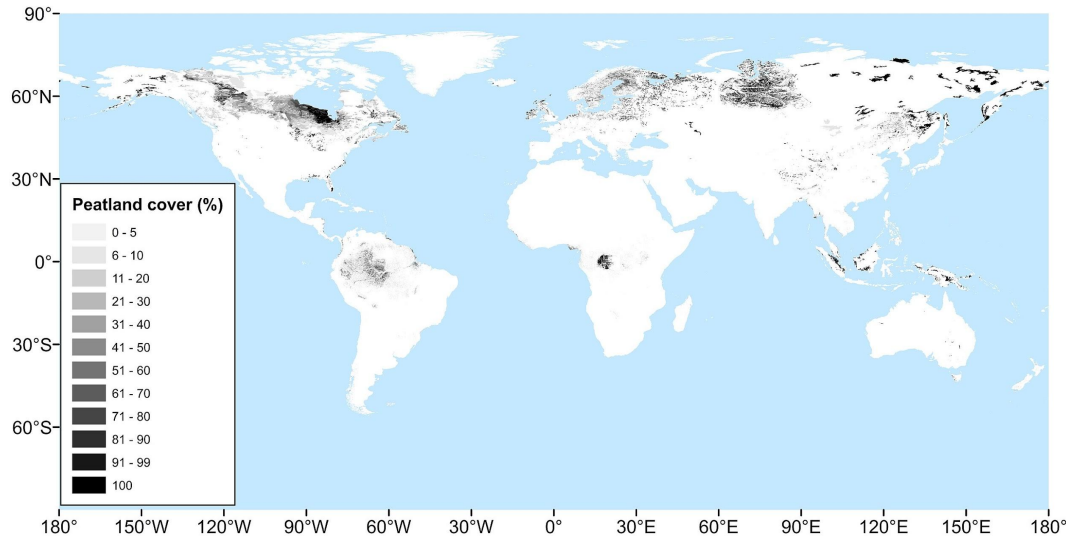 90°
60°N
30°N
0°
30°S
60°S
Peatland cover (%)
0 - 5
6 - 10
11 - 20
21 - 30
31 - 40
41 - 50
51 - 60
61 - 70
71 - 80
81 - 90
91 - 99
100
180° 150°W 120°W 90°W 60°W 30°W 0° 30°E 60°E 90°E 120°E 150°E 180°